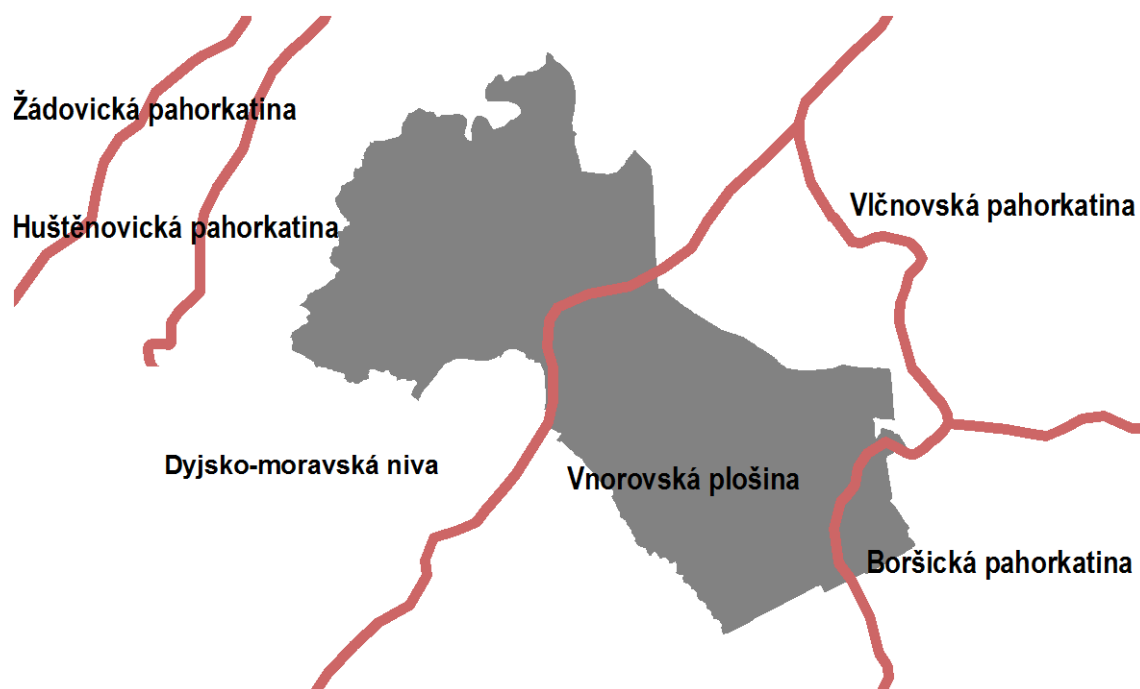 Žádovická pahorkatina
Vlčnovská pahorkatina
Huštěnovická pahorkatina
Dyjsko-moravská niva
Vnorovská plošina
Boršická pahorkatina